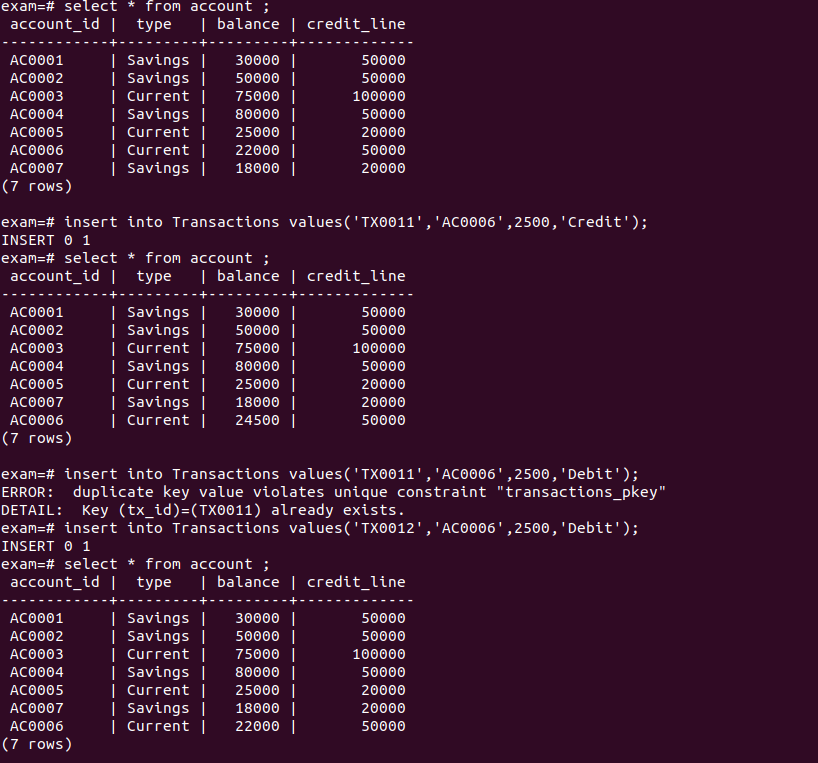 exam=# select * from account ;
 account_id |  type   | balance | credit_line
------------+---------+---------+-------------
 AC0001     | Savings |   30000 |       50000
 AC0002     | Savings |   50000 |       50000
 AC0003     | Current |   75000 |      100000
 AC0004     | Savings |   80000 |       50000
 AC0005     | Current |   25000 |       20000
 AC0006     | Current |   22000 |       50000
 AC0007     | Savings |   18000 |       20000
(7 rows)

exam=# insert into Transactions values('TX0011','AC0006',2500,'Credit');
INSERT 0 1
exam=# select * from account ;
 account_id |  type   | balance | credit_line
------------+---------+---------+-------------
 AC0001     | Savings |   30000 |       50000
 AC0002     | Savings |   50000 |       50000
 AC0003     | Current |   75000 |      100000
 AC0004     | Savings |   80000 |       50000
 AC0005     | Current |   25000 |       20000
 AC0007     | Savings |   18000 |       20000
 AC0006     | Current |   24500 |       50000
(7 rows)

exam=# insert into Transactions values('TX0011','AC0006',2500,'Debit');
ERROR:  duplicate key value violates unique constraint "transactions_pkey"
DETAIL:  Key (tx_id)=(TX0011) already exists.
exam=# insert into Transactions values('TX0012','AC0006',2500,'Debit');
INSERT 0 1
exam=# select * from account ;
 account_id |  type   | balance | credit_line
------------+---------+---------+-------------
 AC0001     | Savings |   30000 |       50000
 AC0002     | Savings |   50000 |       50000
 AC0003     | Current |   75000 |      100000
 AC0004     | Savings |   80000 |       50000
 AC0005     | Current |   25000 |       20000
 AC0007     | Savings |   18000 |       20000
 AC0006     | Current |   22000 |       50000
(7 rows)